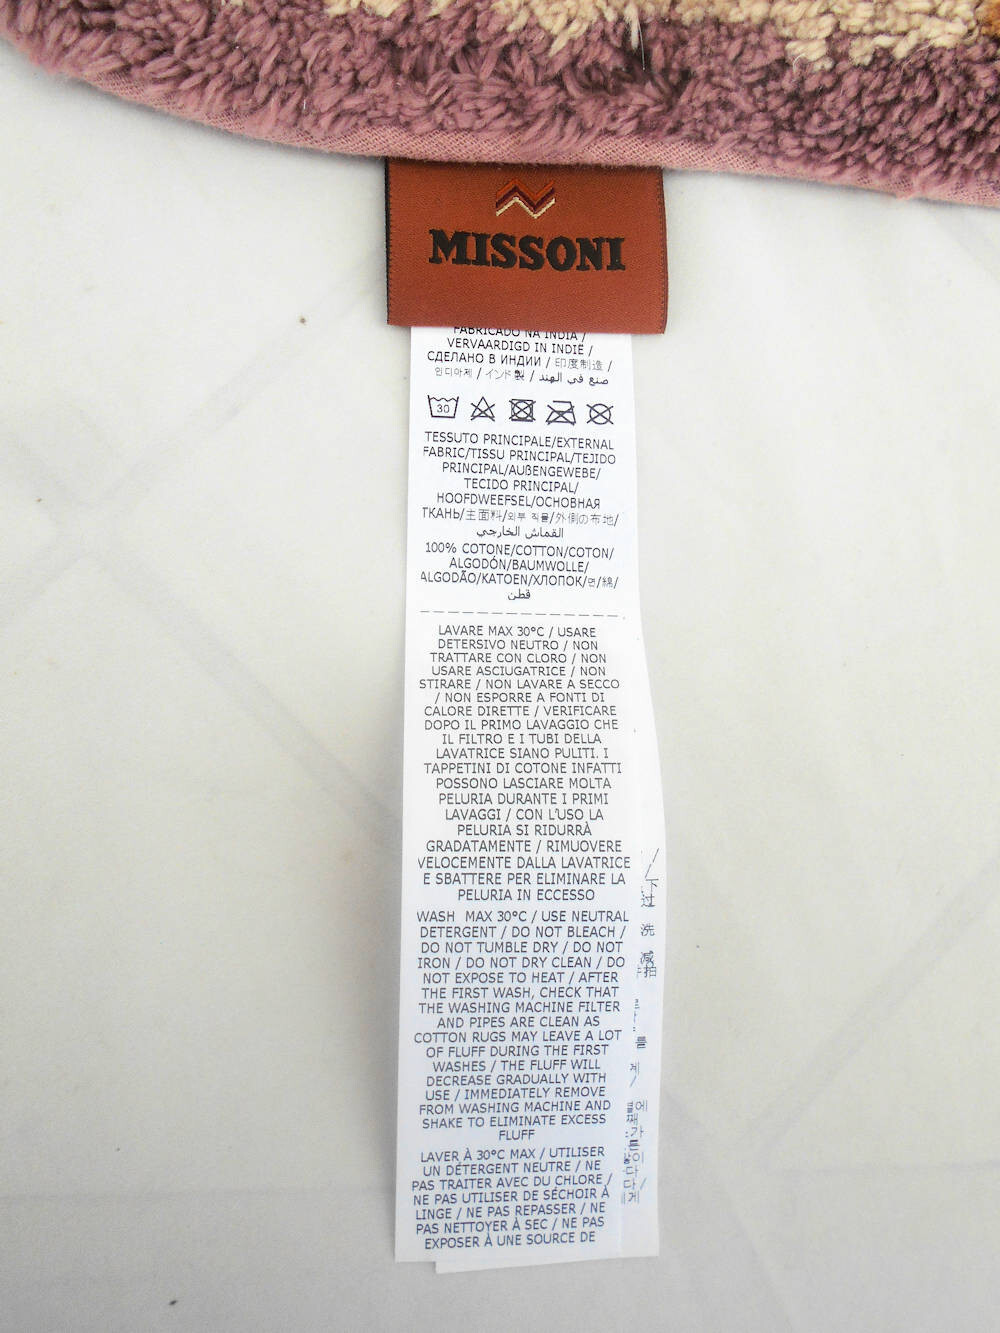 MISSONI
FABRICADO NA INDIA /
VERVAARDIGD IN INDIË /
СДЕЛАНО В ИНДИИ / 印度制造 /
인디아제 / インド製 / صنع في الهند
30
TESSUTO PRINCIPALE/EXTERNAL
FABRIC/TISSU PRINCIPAL/TEJIDO
PRINCIPAL/AUßENGEWEBE/
TECIDO PRINCIPAL/
HOOFDWEEFSEL/ОСНОВНАЯ
ТКАНЬ/主面料/외부 직물/外側の布地/
القماش الخارجي
100% COTONE/COTTON/COTON/
ALGODÓN/BAUMWOLLE/
ALGODÃO/KATOEN/ХЛОПОК/면/綿/
قطن
LAVARE MAX 30°C / USARE
DETERSIVO NEUTRO / NON
TRATTARE CON CLORO / NON
USARE ASCIUGATRICE / NON
STIRARE / NON LAVARE A SECCO
/ NON ESPORRE A FONTI DI
CALORE DIRETTE / VERIFICARE
DOPO IL PRIMO LAVAGGIO CHE
IL FILTRO E I TUBI DELLA
LAVATRICE SIANO PULITI. I
TAPPETINI DI COTONE INFATTI
POSSONO LASCIARE MOLTA
PELURIA DURANTE I PRIMI
LAVAGGI / CON L'USO LA
PELURIA SI RIDURRÀ
GRADATAMENTE / RIMUOVERE
VELOCEMENTE DALLA LAVATRICE
E SBATTERE PER ELIMINARE LA
PELURIA IN ECCESSO
WASH MAX 30°C / USE NEUTRAL
DETERGENT / DO NOT BLEACH /
DO NOT TUMBLE DRY / DO NOT
IRON / DO NOT DRY CLEAN / DO
NOT EXPOSE TO HEAT / AFTER
THE FIRST WASH, CHECK THAT
THE WASHING MACHINE FILTER
AND PIPES ARE CLEAN AS
COTTON RUGS MAY LEAVE A LOT
OF FLUFF DURING THE FIRST
WASHES / THE FLUFF WILL
DECREASE GRADUALLY WITH
USE / IMMEDIATELY REMOVE
FROM WASHING MACHINE AND
SHAKE TO ELIMINATE EXCESS
FLUFF
LAVER À 30°C MAX / UTILISER
UN DÉTERGENT NEUTRE / NE
PAS TRAITER AVEC DU CHLORE /
NE PAS UTILISER DE SÉCHOIR À
LINGE / NE PAS REPASSER / NE
PAS NETTOYER À SEC / NE PAS
EXPOSER À UNE SOURCE DE